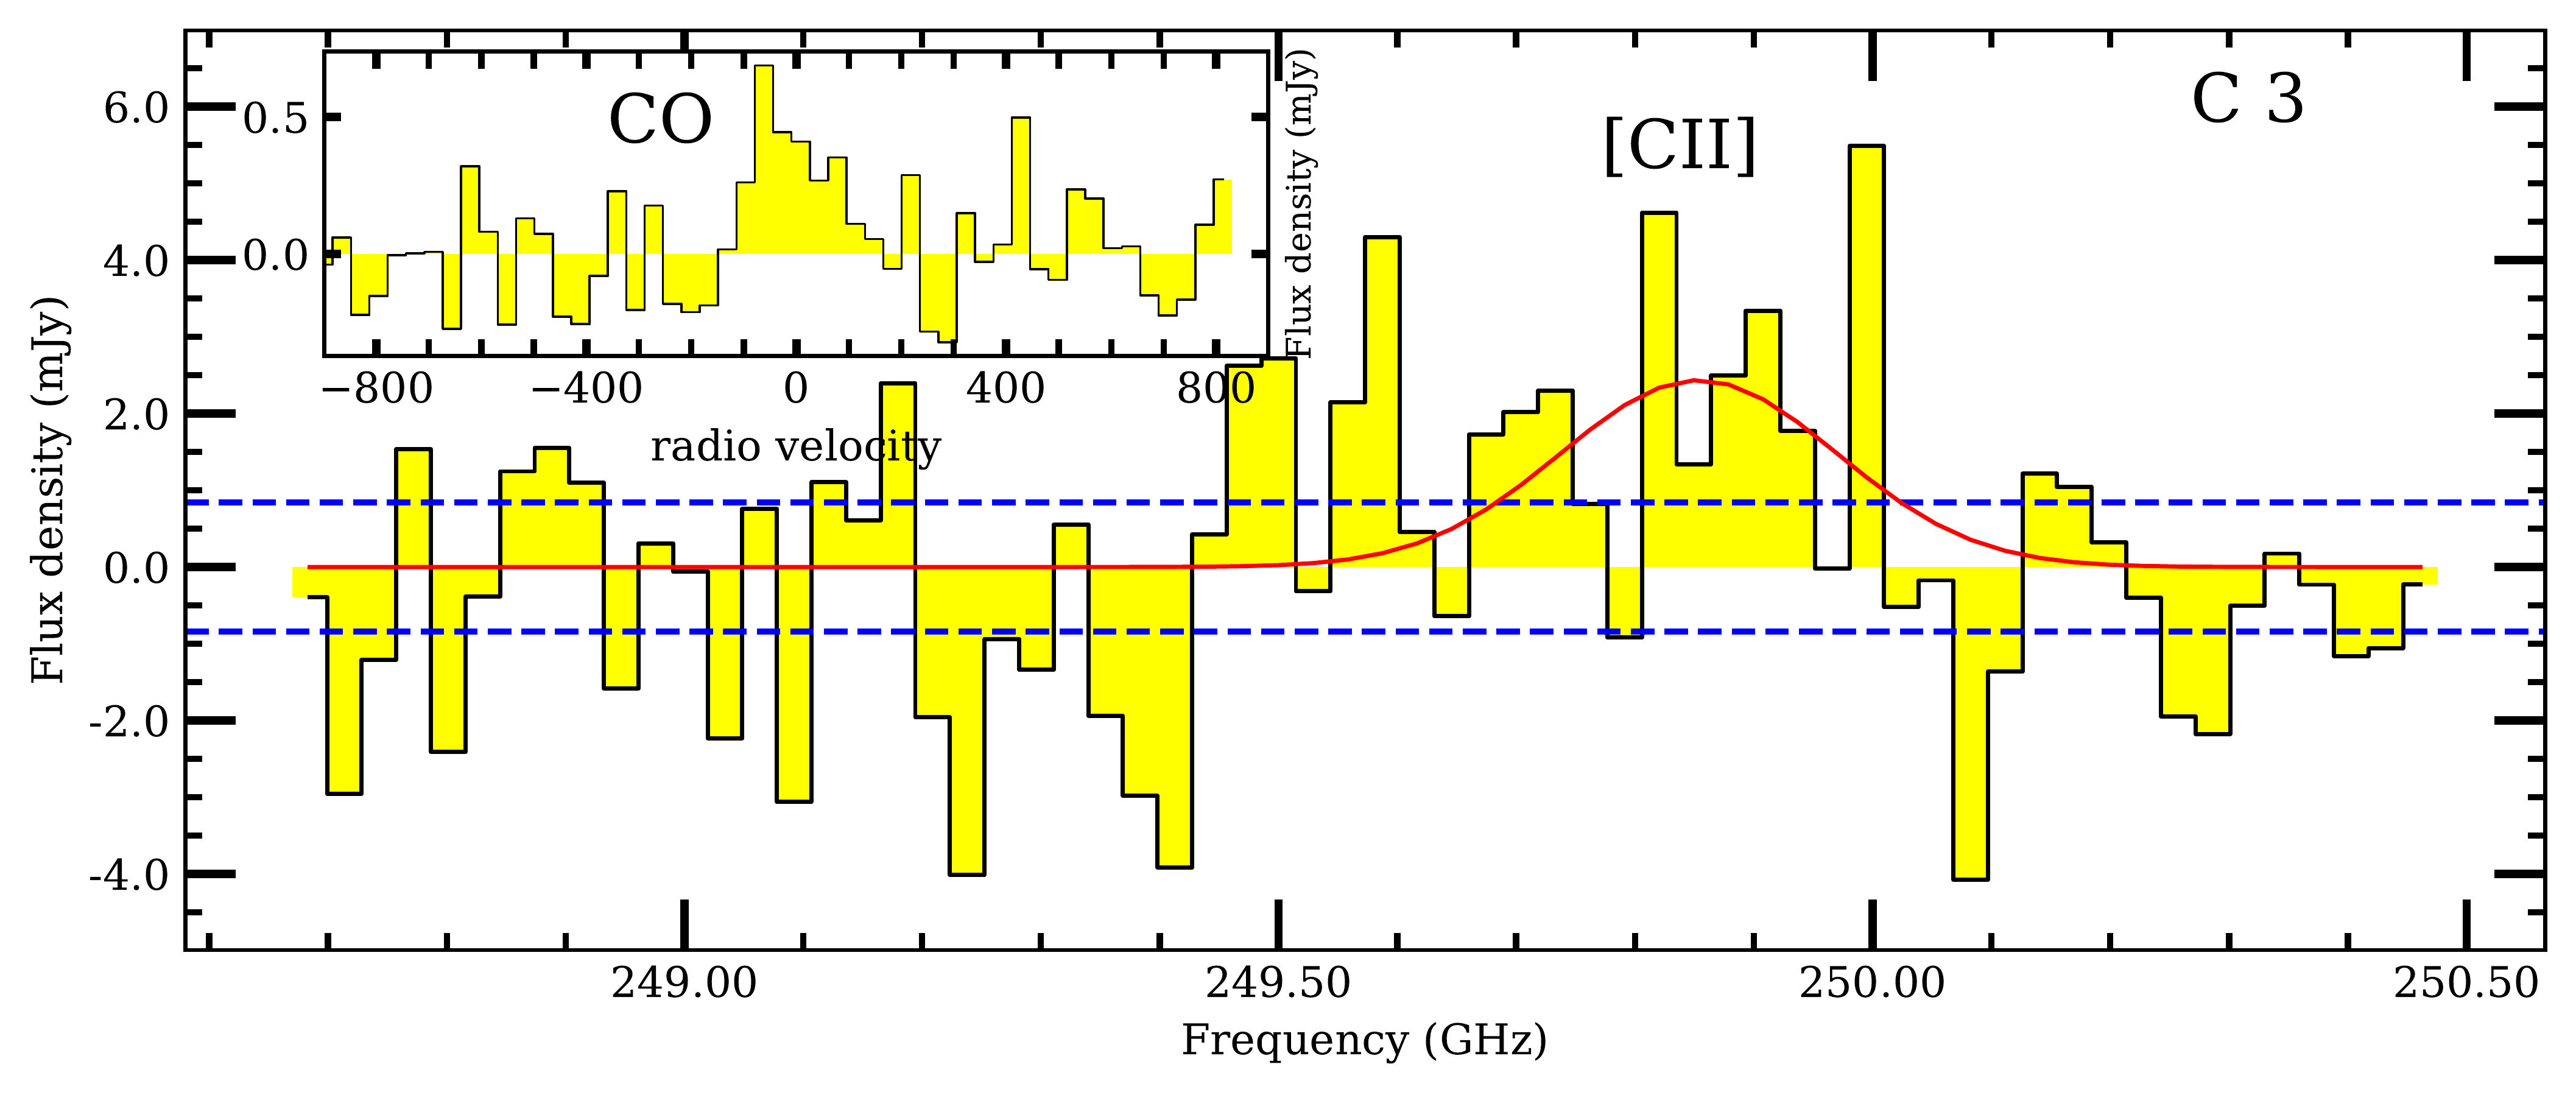 C 3
[CII]
CO
6.0
4.0
2.0
0.0
-2.0
-4.0
Flux density (mJy)
0.5
0.0
Flux density (mJy)
−800 −400 0 400 800
radio velocity
249.00 249.50 250.00 250.50
Frequency (GHz)